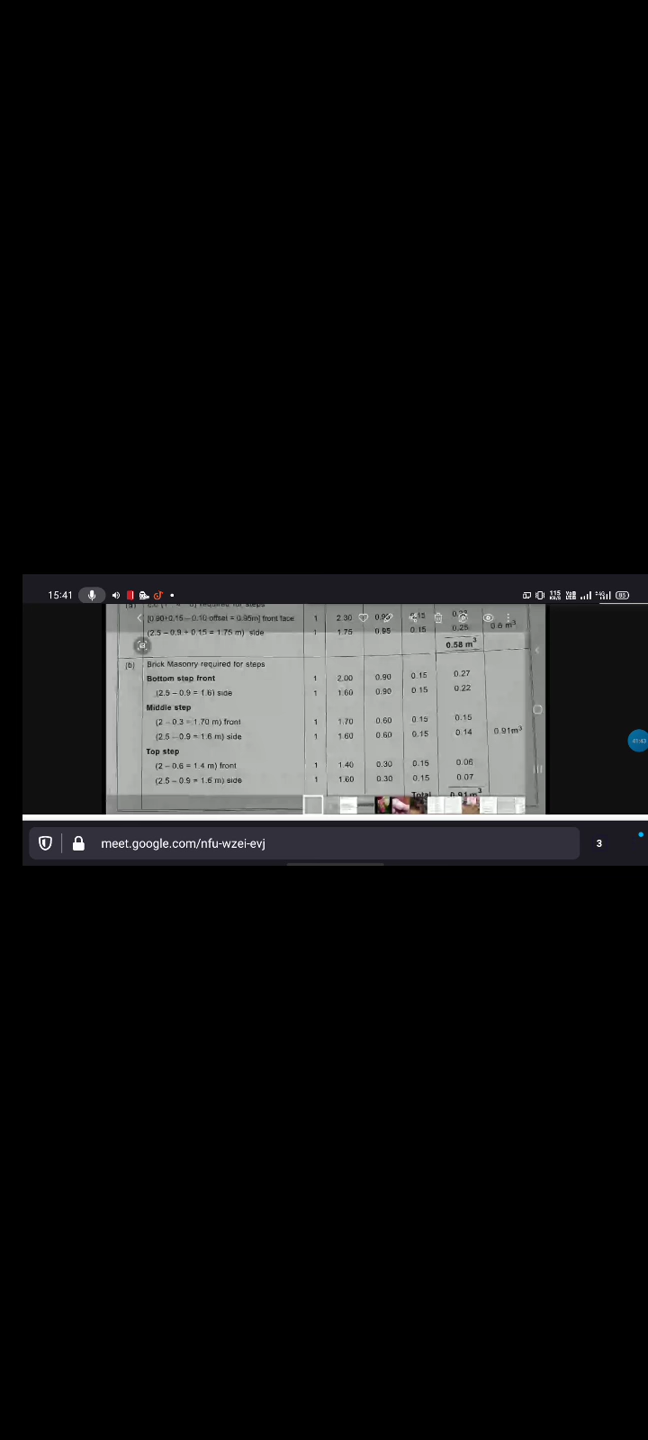 15:41
[0.90+0.15 – 0.10 offset = 0.95m] front face 1 2.30 0.95 0.15
(2.5 – 0.9 + 0.15 = 1.75 m) side 1 1.75 0.95 0.15 0.25 0.6 m³
0.58 m³
[b] Brick Masonry required for steps
Bottom step front 1 2.00 0.90 0.15 0.27
(2.5 – 0.9 = 1.6) side 1 1.60 0.90 0.15 0.22
Middle step
(2 – 0.3 = 1.70 m) front 1 1.70 0.60 0.15 0.15
(2.5 – 0.9 = 1.6 m) side 1 1.60 0.60 0.15 0.14 0.91m³
Top step
(2 – 0.6 = 1.4 m) front 1 1.40 0.30 0.15 0.06
(2.5 – 0.9 = 1.6 m) side 1 1.60 0.30 0.15 0.07
Total 0.91 m³
meet.google.com/nfu-wzei-evj 3